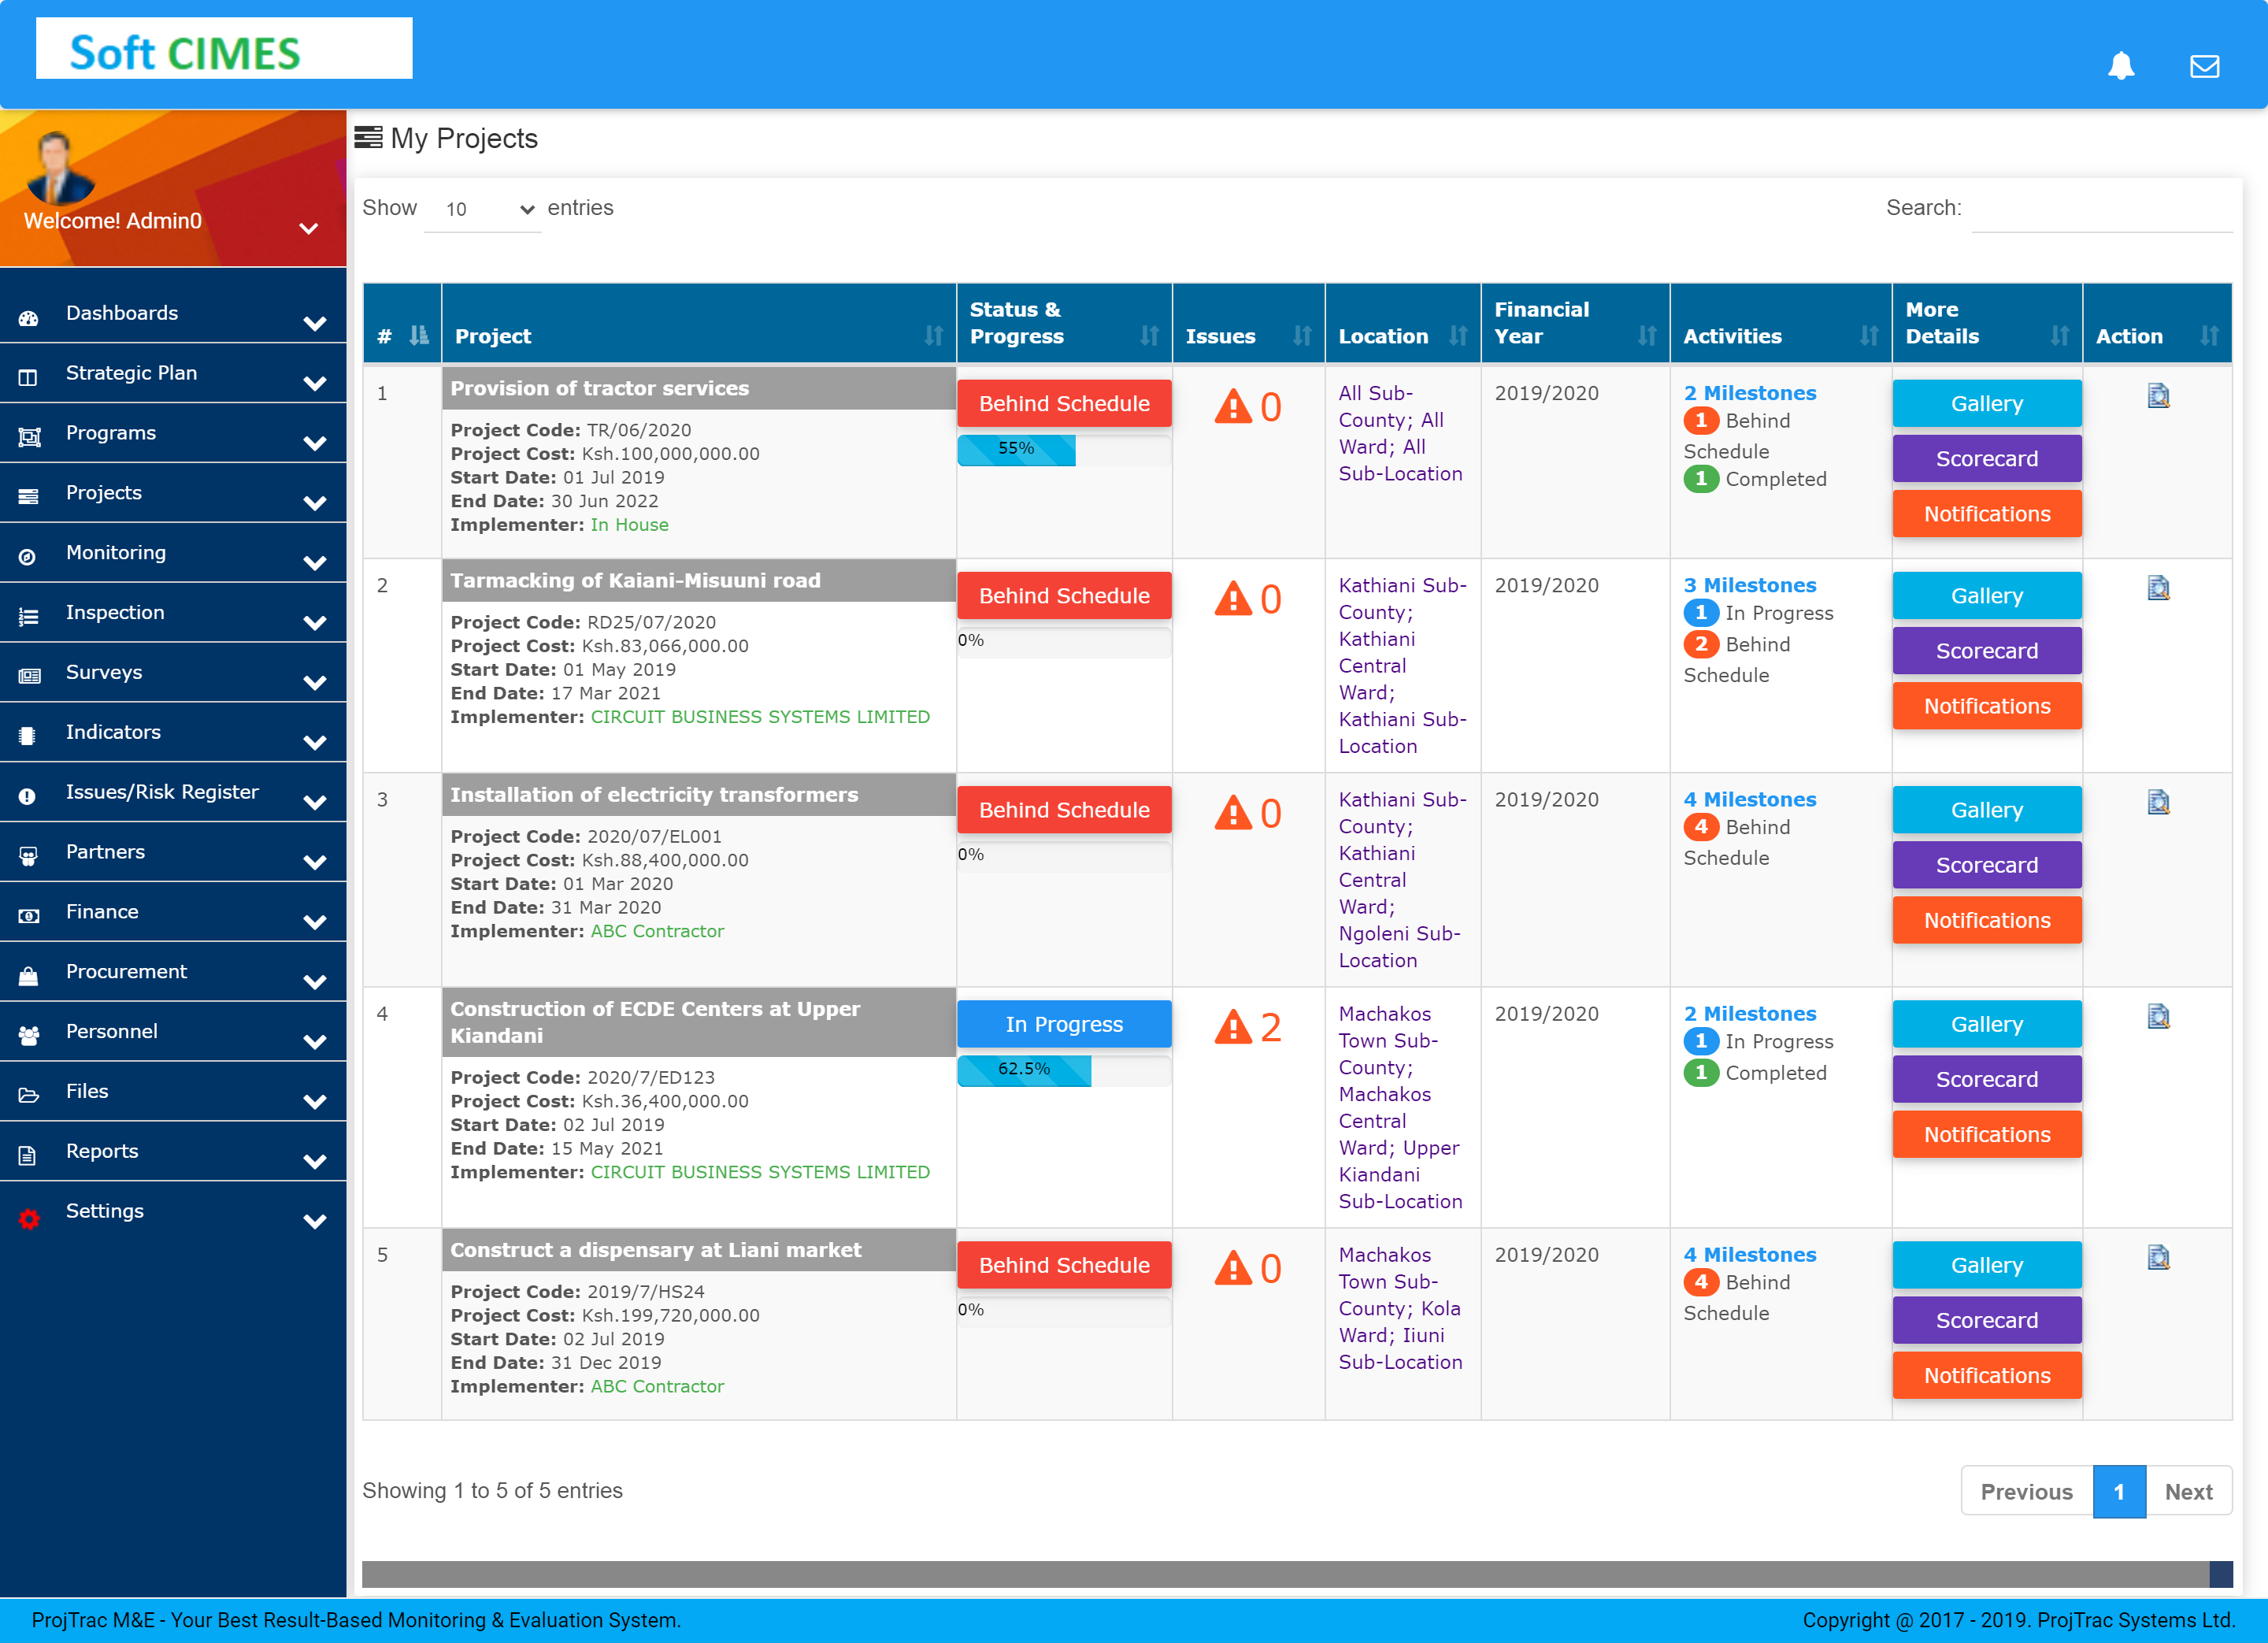 Soft CIMES
Welcome! Admin0
Dashboards
Strategic Plan
Programs
Projects
Monitoring
Inspection
Surveys
Indicators
Issues/Risk Register
Partners
Finance
Procurement
Personnel
Files
Reports
Settings
My Projects
Show 10 entries
Search:
# Project Status & Progress Issues Location Financial Year Activities More Details Action
1
Provision of tractor services
Project Code: TR/06/2020
Project Cost: Ksh.100,000,000.00
Start Date: 01 Jul 2019
End Date: 30 Jun 2022
Implementer: In House
Behind Schedule
55%
0
All Sub-
County; All
Ward; All
Sub-Location
2019/2020
2 Milestones
1 Behind
Schedule
1 Completed
Gallery
Scorecard
Notifications
2
Tarmacking of Kaiani-Misuuni road
Project Code: RD25/07/2020
Project Cost: Ksh.83,066,000.00
Start Date: 01 May 2019
End Date: 17 Mar 2021
Implementer: CIRCUIT BUSINESS SYSTEMS LIMITED
Behind Schedule
0%
0
Kathiani Sub-
County;
Kathiani
Central
Ward;
Kathiani Sub-
Location
2019/2020
3 Milestones
1 In Progress
2 Behind
Schedule
Gallery
Scorecard
Notifications
3
Installation of electricity transformers
Project Code: 2020/07/EL001
Project Cost: Ksh.88,400,000.00
Start Date: 01 Mar 2020
End Date: 31 Mar 2020
Implementer: ABC Contractor
Behind Schedule
0%
0
Kathiani Sub-
County;
Kathiani
Central
Ward;
Ngoleni Sub-
Location
2019/2020
4 Milestones
4 Behind
Schedule
Gallery
Scorecard
Notifications
4
Construction of ECDE Centers at Upper
Kiandani
Project Code: 2020/7/ED123
Project Cost: Ksh.36,400,000.00
Start Date: 02 Jul 2019
End Date: 15 May 2021
Implementer: CIRCUIT BUSINESS SYSTEMS LIMITED
In Progress
62.5%
2
Machakos
Town Sub-
County;
Machakos
Central
Ward; Upper
Kiandani
Sub-Location
2019/2020
2 Milestones
1 In Progress
1 Completed
Gallery
Scorecard
Notifications
5
Construct a dispensary at Liani market
Project Code: 2019/7/HS24
Project Cost: Ksh.199,720,000.00
Start Date: 02 Jul 2019
End Date: 31 Dec 2019
Implementer: ABC Contractor
Behind Schedule
0%
0
Machakos
Town Sub-
County; Kola
Ward; Iiuni
Sub-Location
2019/2020
4 Milestones
4 Behind
Schedule
Gallery
Scorecard
Notifications
Showing 1 to 5 of 5 entries
Previous 1 Next
ProjTrac M&E - Your Best Result-Based Monitoring & Evaluation System.
Copyright @ 2017 - 2019. ProjTrac Systems Ltd.